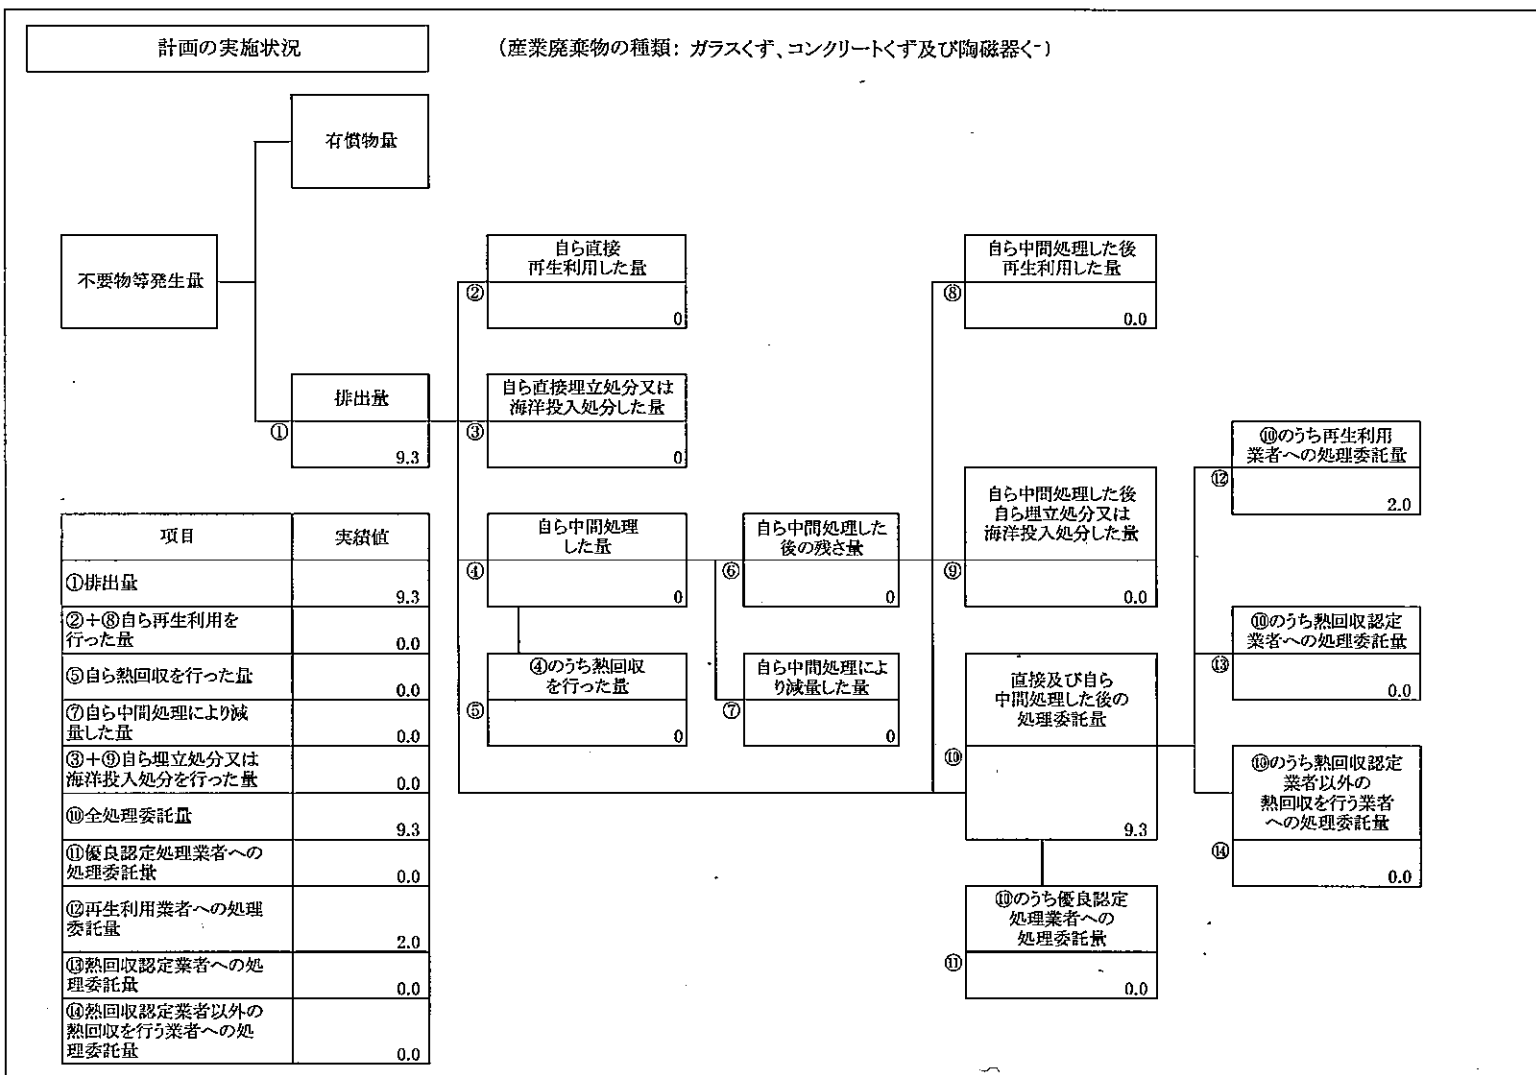 計画の実施状況
(産業廃棄物の種類: ガラスくず、コンクリートくず及び陶磁器く
有償物量
不要物等発生量
排出量
①
9.3
自ら直接
再生利用した量
②
0
自ら直接埋立処分又は
海洋投入処分した量
③
0
自ら中間処理
した量
④
0
④のうち熱回収
を行った量
⑤
0
自ら中間処理した
後の残さ量
⑥
0
自ら中間処理によ
り減量した量
⑦
0
自ら中間処理した後
再生利用した量
⑧
0.0
自ら中間処理した後
自ら埋立処分又は
海洋投入処分した量
⑨
0.0
直接及び自ら
中間処理した後の
処理委託量
⑩
9.3
⑩のうち優良認定
処理業者への
処理委託量
⑪
0.0
⑩のうち再生利用
業者への処理委託量
⑫
2.0
⑩のうち熱回収認定
業者への処理委託量
⑬
0.0
⑩のうち熱回収認定
業者以外の
熱回収を行う業者
への処理委託量
⑭
0.0
項目 実績値
①排出量 9.3
②+⑧自ら再生利用を
行った量 0.0
⑤自ら熱回収を行った量 0.0
⑦自ら中間処理により減
量した量 0.0
③+⑨自ら埋立処分又は
海洋投入処分を行った量 0.0
⑩全処理委託量 9.3
⑪優良認定処理業者への
処理委託量 0.0
⑫再生利用業者への処理
委託量 2.0
⑬熱回収認定業者への処
理委託量 0.0
⑭熱回収認定業者以外の
熱回収を行う業者への処
理委託量 0.0